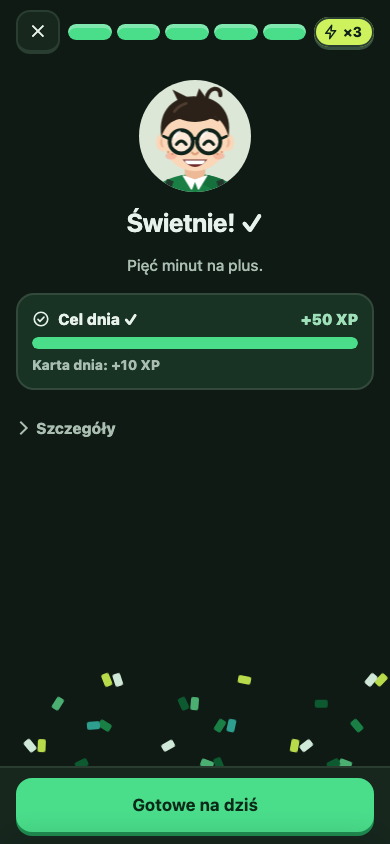 ×3
Świetnie! ✓
Pięć minut na plus.
Cel dnia ✓ +50 XP
Karta dnia: +10 XP
Szczegóły
Gotowe na dziś